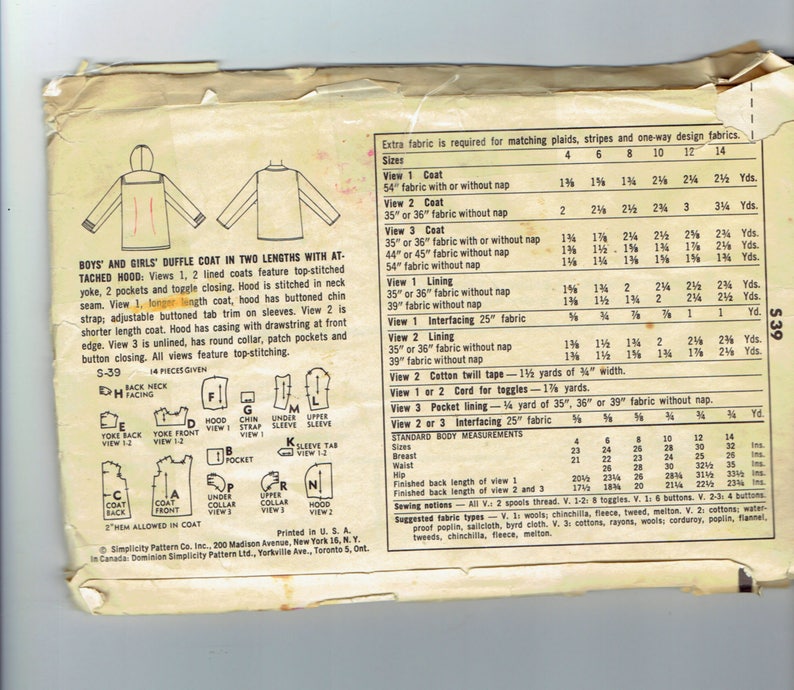 BOYS' AND GIRLS' DUFFLE COAT IN TWO LENGTHS WITH AT-
TACHED HOOD: Views 1, 2 lined coats feature top-stitched
yoke, 2 pockets and toggle closing. Hood is stitched in neck
seam. View 1, longer length coat, hood has buttoned chin
strap; adjustable buttoned tab trim on sleeves. View 2 is
shorter length coat. Hood has casing with drawstring at front
edge. View 3 is unlined, has round collar, patch pockets and
button closing. All views feature top-stitching.
S-39 14 PIECES GIVEN
H BACK NECK
FACING
E
YOKE BACK
VIEW 1-2
D
YOKE FRONT
VIEW 1-2
F
HOOD
VIEW 1
G
CHIN
STRAP
VIEW 1
M
UNDER
SLEEVE
L
UPPER
SLEEVE
B
POCKET
K
SLEEVE TAB
VIEW 1-2
C
COAT
BACK
A
COAT
FRONT
P
UNDER
COLLAR
VIEW 3
R
UPPER
COLLAR
VIEW 3
N
HOOD
VIEW 2
2" HEM ALLOWED IN COAT
Printed in U. S. A.
© Simplicity Pattern Co. Inc., 200 Madison Avenue, New York 16, N. Y.
In Canada: Dominion Simplicity Pattern Ltd., Yorkville Ave., Toronto 5, Ont.
Extra fabric is required for matching plaids, stripes and one-way design fabrics.
Sizes 4 6 8 10 12 14
View 1 Coat
54" fabric with or without nap 1⅜ 1⅝ 1¾ 2⅛ 2¼ 2½ Yds.
View 2 Coat
35" or 36" fabric without nap 2 2⅛ 2½ 2¾ 3 3¼ Yds.
View 3 Coat
35" or 36" fabric with or without nap 1¾ 1⅞ 2¼ 2½ 2⅝ 2¾ Yds.
44" or 45" fabric without nap 1⅜ 1½ 1⅝ 1¾ 1⅞ 2⅛ Yds.
54" fabric without nap 1⅛ 1¼ 1⅜ 1⅝ 1⅝ 1¾ Yds.
View 1 Lining
35" or 36" fabric without nap 1⅝ 1¾ 2 2¼ 2½ 2¾ Yds.
39" fabric without nap 1⅜ 1½ 1¾ 2 2¼ 2½ Yds.
View 1 Interfacing 25" fabric ⅝ ¾ ⅞ ⅞ 1 1 Yd.
View 2 Lining
35" or 36" fabric without nap 1⅜ 1½ 1¾ 2 2⅛ 2⅜ Yds.
39" fabric without nap 1⅜ 1½ 1⅝ 1¾ 1⅞ 2⅛ Yds.
View 2 Cotton twill tape — 1½ yards of ¾" width.
View 1 or 2 Cord for toggles — 1⅞ yards.
View 3 Pocket lining — ¼ yard of 35", 36" or 39" fabric without nap.
View 2 or 3 Interfacing 25" fabric ⅝ ⅝ ⅝ ¾ ¾ ¾ Yd.
STANDARD BODY MEASUREMENTS
Sizes 4 6 8 10 12 14
Breast 23 24 26 28 30 32 Ins.
Waist 21 22 23 24 25 26 Ins.
Hip 26 28 30 32½ 35 Ins.
Finished back length of view 1 20½ 23¼ 26 28¾ 31½ 33½ Ins.
Finished back length of view 2 and 3 17½ 18¾ 20 21¼ 22½ 23¾ Ins.
Sewing notions — All V.: 2 spools thread. V. 1-2: 8 toggles. V. 1: 6 buttons. V. 2-3: 4 buttons.
Suggested fabric types — V. 1: wools; chinchilla, fleece, tweed, melton. V. 2: cottons; water-
proof poplin, sailcloth, byrd cloth. V. 3: cottons, rayons, wools; corduroy, poplin, flannel,
tweeds, chinchilla, fleece, melton.
S39